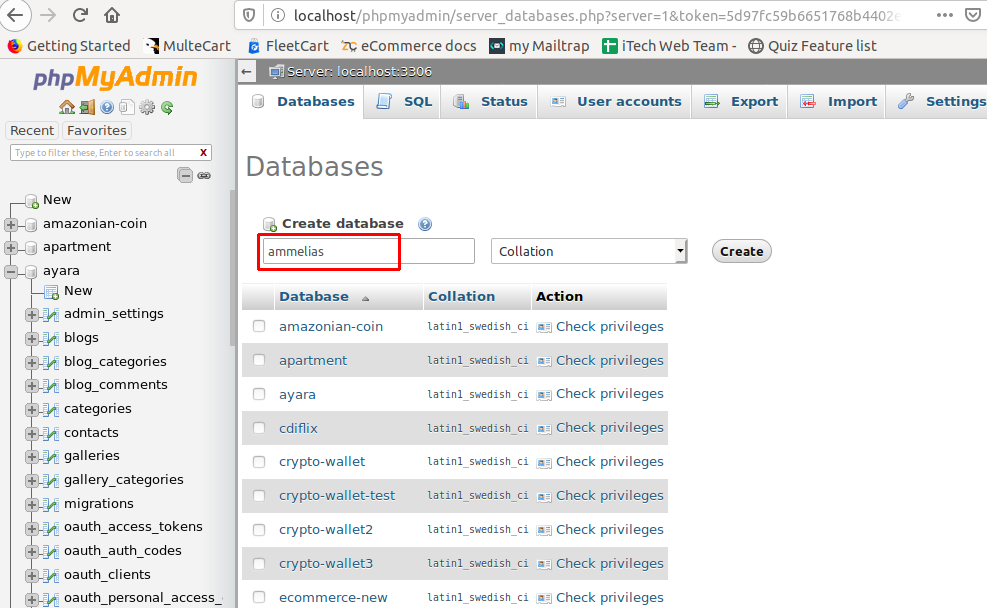 localhost/phpmyadmin/server_databases.php?server=1&token=5d97fc59b6651768b4402e
Getting Started MulteCart FleetCart eCommerce docs my Mailtrap iTech Web Team - Quiz Feature list
phpMyAdmin
Recent Favorites
Type to filter these, Enter to search all X
New
amazonian-coin
apartment
ayara
New
admin_settings
blogs
blog_categories
blog_comments
categories
contacts
galleries
gallery_categories
migrations
oauth_access_tokens
oauth_auth_codes
oauth_clients
oauth_personal_access_
Server: localhost:3306
Databases SQL Status User accounts Export Import Settings
Databases
Create database
ammelias Collation Create
Database Collation Action
amazonian-coin latin1_swedish_ci Check privileges
apartment latin1_swedish_ci Check privileges
ayara latin1_swedish_ci Check privileges
cdiflix latin1_swedish_ci Check privileges
crypto-wallet latin1_swedish_ci Check privileges
crypto-wallet-test latin1_swedish_ci Check privileges
crypto-wallet2 latin1_swedish_ci Check privileges
crypto-wallet3 latin1_swedish_ci Check privileges
ecommerce-new latin1_swedish_ci Check privileges